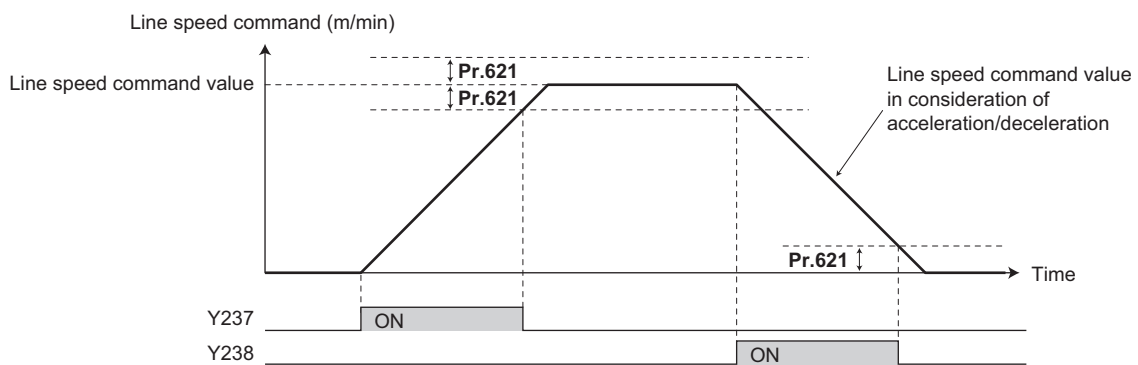 Line speed command (m/min)
Pr.621
Line speed command value
Pr.621
Line speed command value
in consideration of
acceleration/deceleration
Pr.621
Time
Y237
ON
Y238
ON